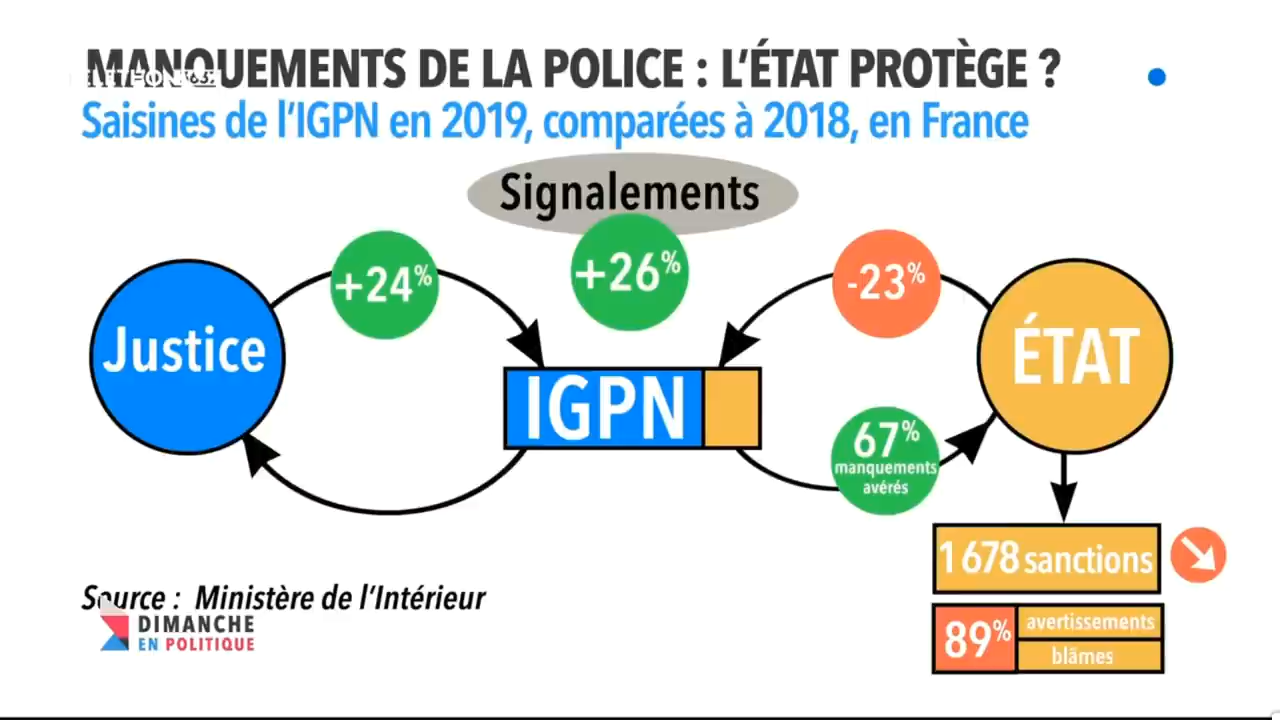 MANQUEMENTS DE LA POLICE : L'ÉTAT PROTÈGE ?
Saisines de l'IGPN en 2019, comparées à 2018, en France
Signalements
+24%
+26%
-23%
Justice
ÉTAT
IGPN
67%
manquements
avérés
1 678 sanctions
89%
avertissements
blâmes
Source : Ministère de l'Intérieur
DIMANCHE
EN POLITIQUE